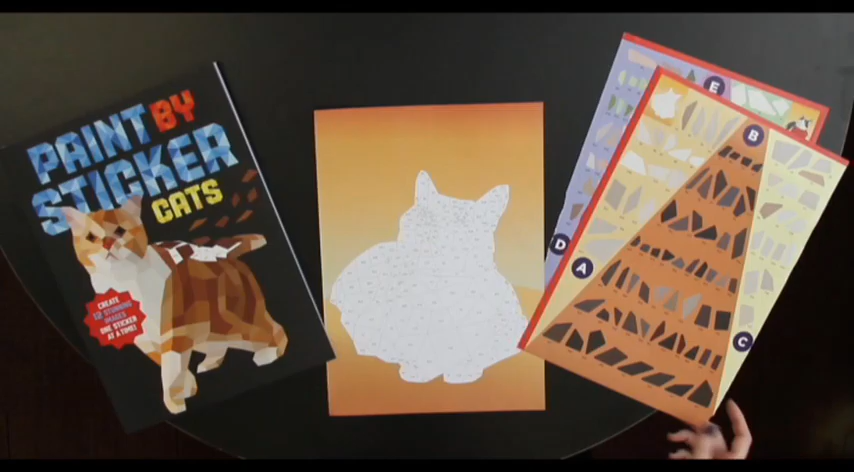 PAINT BY
STICKER
CATS
CREATE
12 STUNNING
IMAGES
ONE STICKER
AT A TIME!
E
B
D
A
C